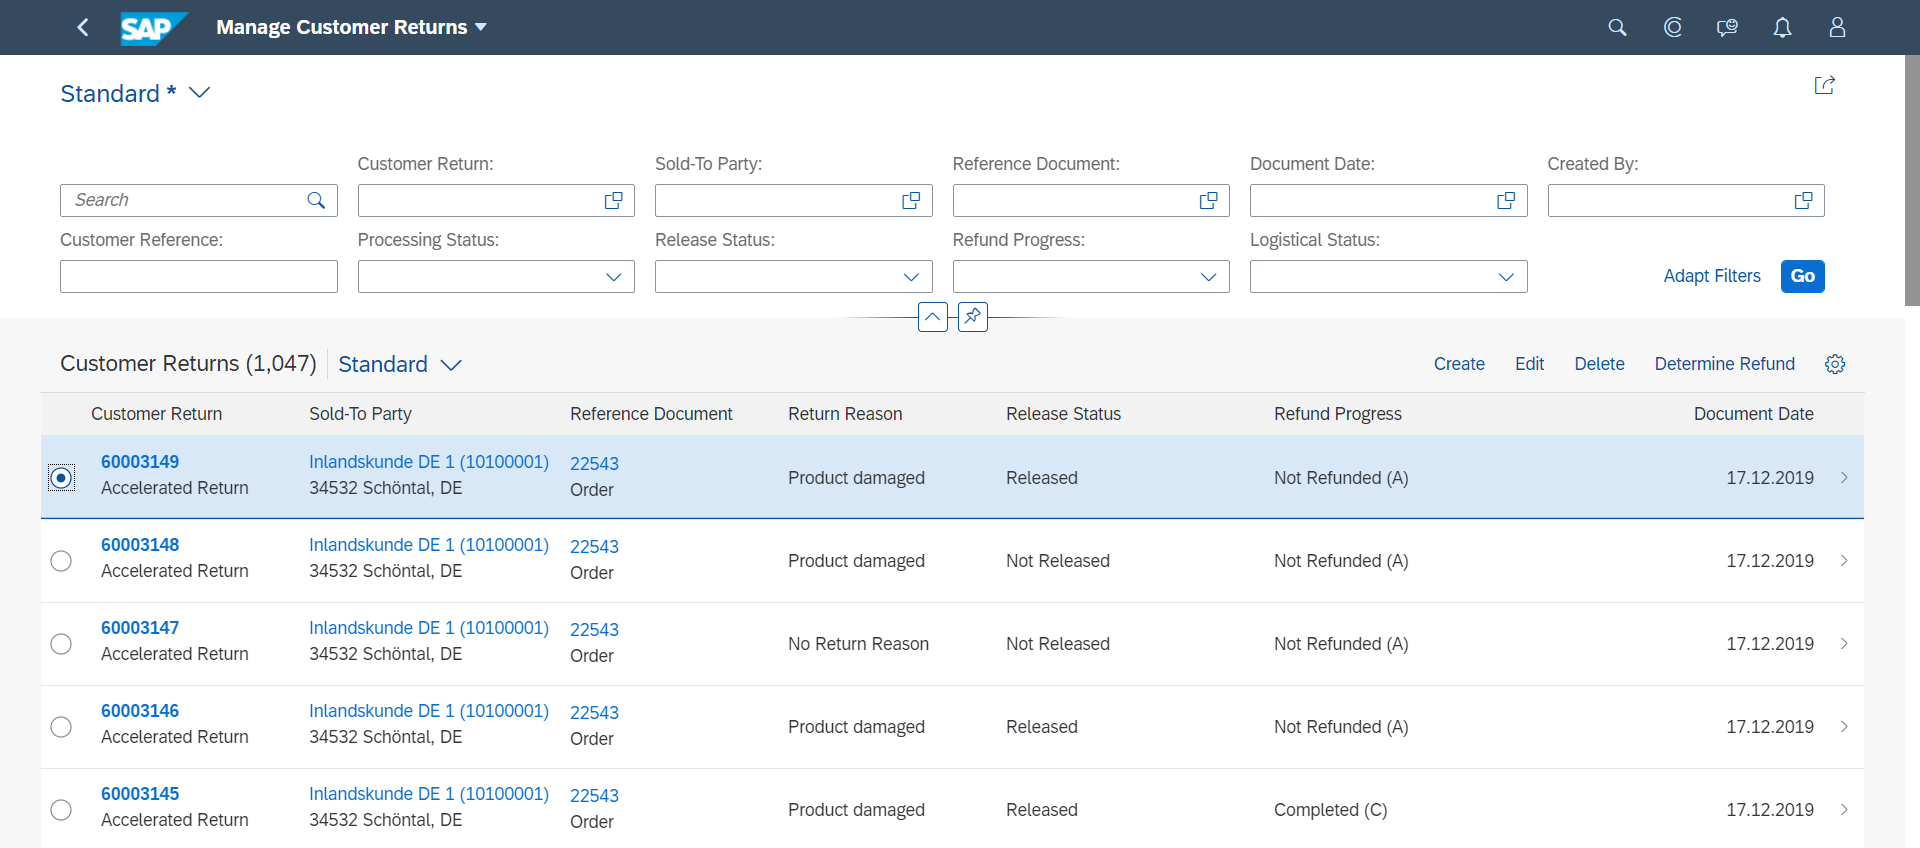 SAP Manage Customer Returns
Standard *
Customer Return: Sold-To Party: Reference Document: Document Date: Created By:
Search
Customer Reference: Processing Status: Release Status: Refund Progress: Logistical Status:
Adapt Filters Go
Customer Returns (1,047) Standard Create Edit Delete Determine Refund
Customer Return Sold-To Party Reference Document Return Reason Release Status Refund Progress Document Date
60003149 Inlandskunde DE 1 (10100001) 22543
Product damaged Released Not Refunded (A) 17.12.2019
Accelerated Return 34532 Schöntal, DE Order
60003148 Inlandskunde DE 1 (10100001) 22543
Product damaged Not Released Not Refunded (A) 17.12.2019
Accelerated Return 34532 Schöntal, DE Order
60003147 Inlandskunde DE 1 (10100001) 22543
No Return Reason Not Released Not Refunded (A) 17.12.2019
Accelerated Return 34532 Schöntal, DE Order
60003146 Inlandskunde DE 1 (10100001) 22543
Product damaged Released Not Refunded (A) 17.12.2019
Accelerated Return 34532 Schöntal, DE Order
60003145 Inlandskunde DE 1 (10100001) 22543
Product damaged Released Completed (C) 17.12.2019
Accelerated Return 34532 Schöntal, DE Order